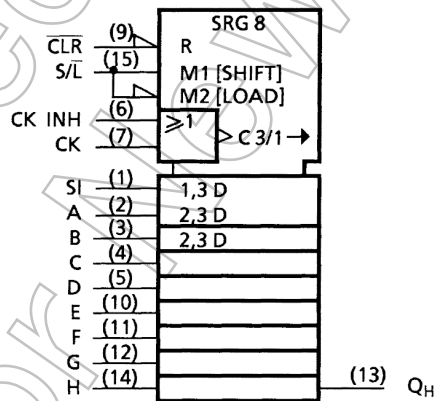 SRG 8
C̅L̅R̅ (9) R
S/L̅ (15) M1 [SHIFT]
M2 [LOAD]
CK INH (6) ≥1
CK (7) C 3/1 →
SI (1) 1,3 D
A (2) 2,3 D
B (3) 2,3 D
C (4)
D (5)
E (10)
F (11)
G (12)
H (14) (13) QH